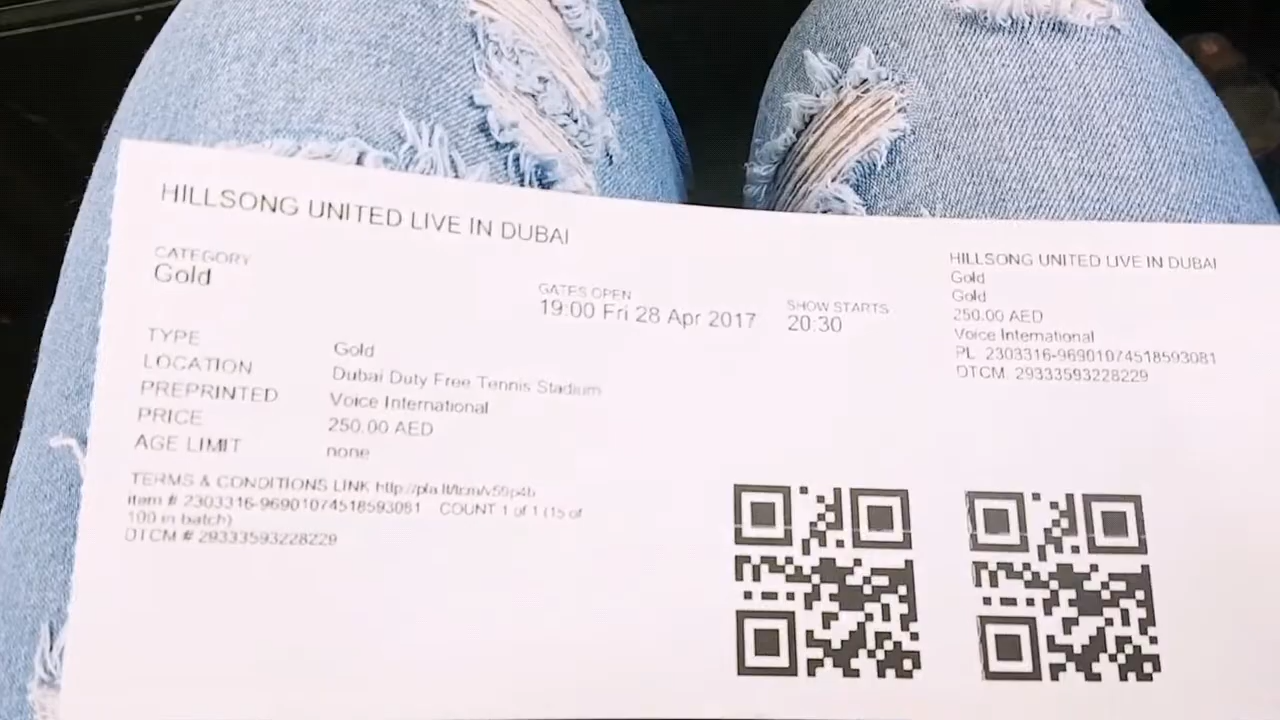 HILLSONG UNITED LIVE IN DUBAI
CATEGORY
Gold
GATES OPEN
19:00 Fri 28 Apr 2017
SHOW STARTS
20:30
TYPE Gold
LOCATION Dubai Duty Free Tennis Stadium
PREPRINTED Voice International
PRICE 250.00 AED
AGE LIMIT none
TERMS & CONDITIONS LINK
item # 2303316-96901074518593081 COUNT 1 of 1 (15 of
100 in batch)
DTCM # 29333593228229
HILLSONG UNITED LIVE IN DUBAI
Gold
Gold
250.00 AED
Voice International
PL 2303316-96901074518593081
DTCM. 29333593228229